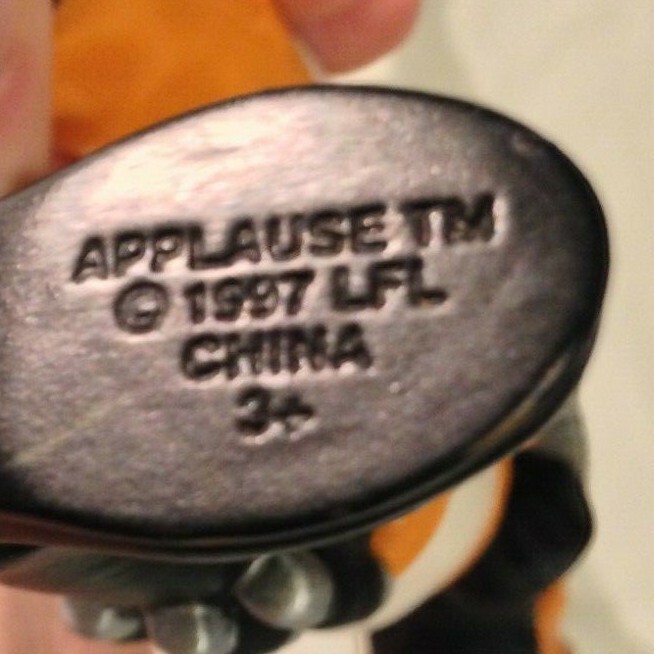 APPLAUSE TM
© 1997 LFL
CHINA
3+